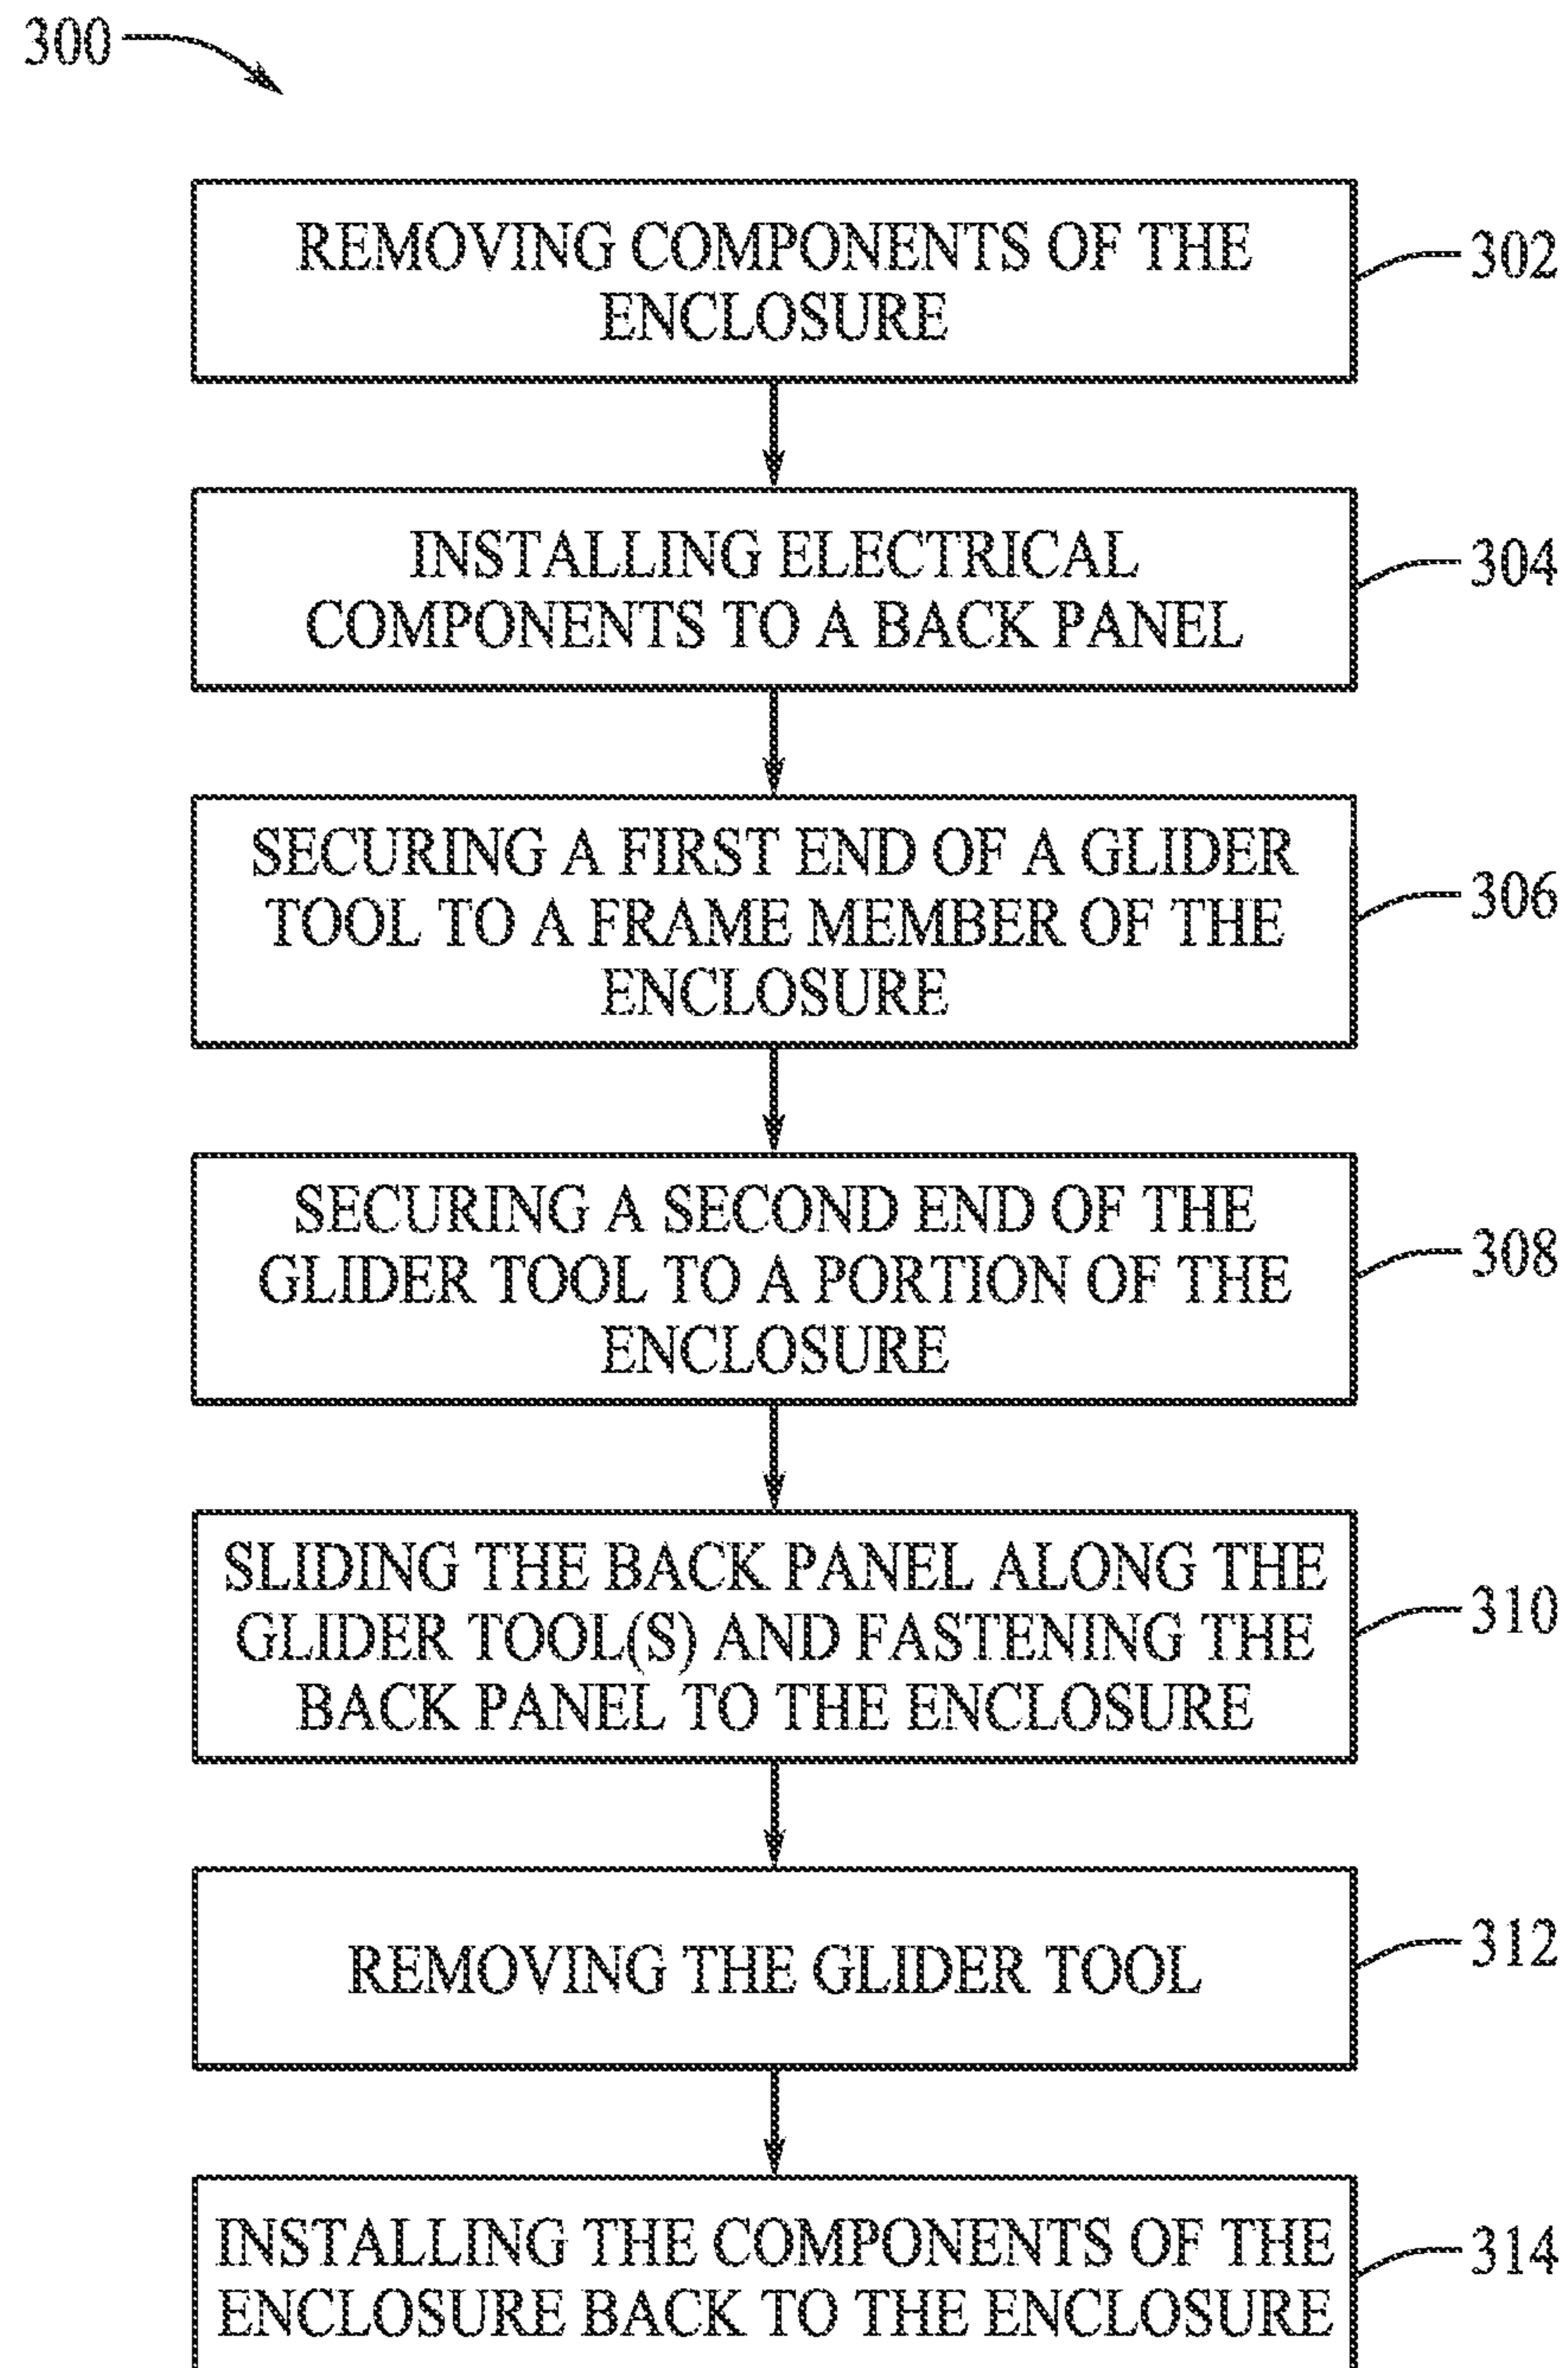 300
REMOVING COMPONENTS OF THE
ENCLOSURE
302
INSTALLING ELECTRICAL
COMPONENTS TO A BACK PANEL
304
SECURING A FIRST END OF A GLIDER
TOOL TO A FRAME MEMBER OF THE
ENCLOSURE
306
SECURING A SECOND END OF THE
GLIDER TOOL TO A PORTION OF THE
ENCLOSURE
308
SLIDING THE BACK PANEL ALONG THE
GLIDER TOOL(S) AND FASTENING THE
BACK PANEL TO THE ENCLOSURE
310
REMOVING THE GLIDER TOOL
312
INSTALLING THE COMPONENTS OF THE
ENCLOSURE BACK TO THE ENCLOSURE
314